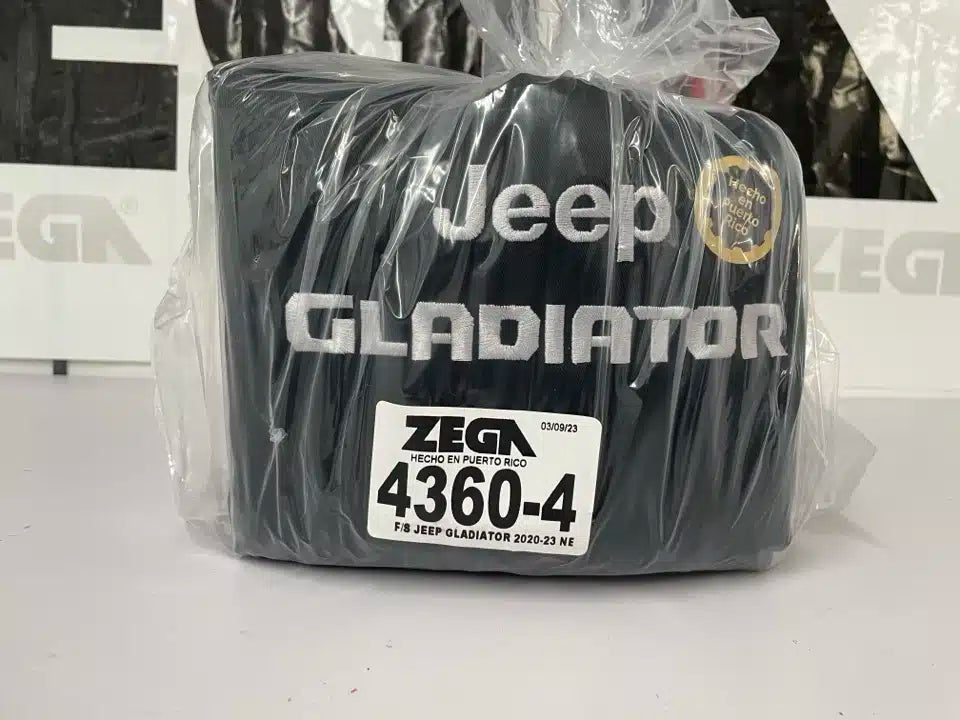 ZEGA®
ZEGA
Jeep
Hecho
en
Puerto
Rico
GLADIATOR
ZEGA
03/09/23
HECHO EN PUERTO RICO
4360-4
F/S JEEP GLADIATOR 2020-23 NE